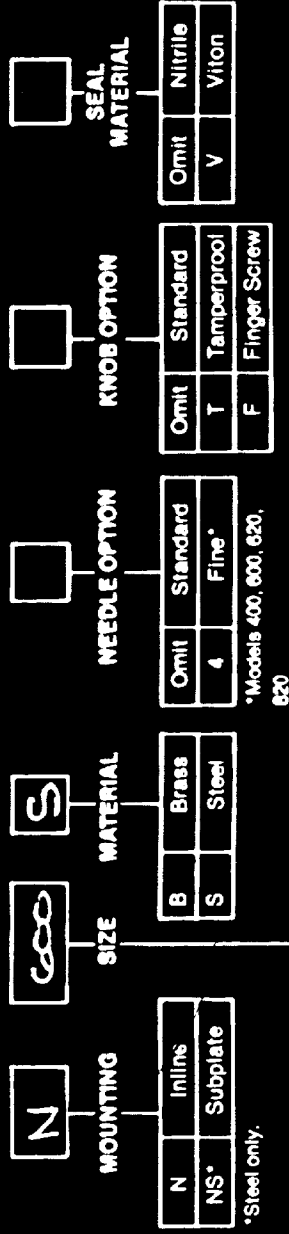 N 600 S
MOUNTING SIZE MATERIAL NEEDLE OPTION KNOB OPTION SEAL MATERIAL
N Inline
NS* Subplate
*Steel only.
B Brass
S Steel
Omit Standard
4 Fine*
*Models 400, 600, 620,
820
Omit Standard
T Tamperproof
F Finger Screw
Omit Nitrile
V Viton